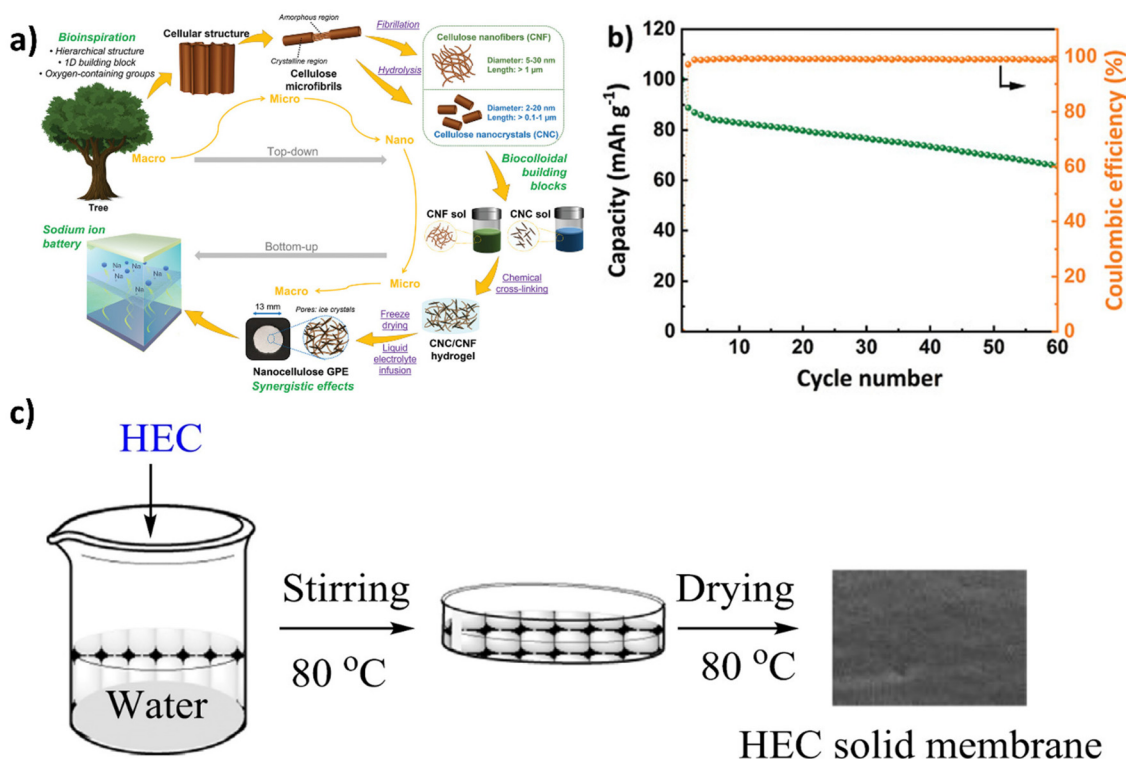 a)
Bioinspiration
• Hierarchical structure
• 1D building block
• Oxygen-containing groups
Cellular structure
Amorphous region
Crystalline region
Cellulose
microfibrils
Fibrillation
Hydrolysis
Cellulose nanofibers (CNF)
Diameter: 5-30 nm
Length: > 1 μm
Diameter: 2-20 nm
Length: > 0.1-1 μm
Cellulose nanocrystals (CNC)
Macro
Micro
Nano
Top-down
Tree
Biocolloidal
building
blocks
CNF sol
CNC sol
Sodium ion
battery
Na
Na
Na
Na
Na
Bottom-up
Macro
Micro
Chemical
cross-linking
13 mm
Pores: ice crystals
Freeze
drying
Liquid
electrolyte
infusion
CNC/CNF
hydrogel
Nanocellulose GPE
Synergistic effects
b)
Capacity (mAh g-1)
120
100
80
60
40
20
0
10
20
30
40
50
60
Cycle number
100
80
60
40
20
0
Coulombic efficiency (%)
c)
HEC
Water
Stirring
80 °C
Drying
80 °C
HEC solid membrane